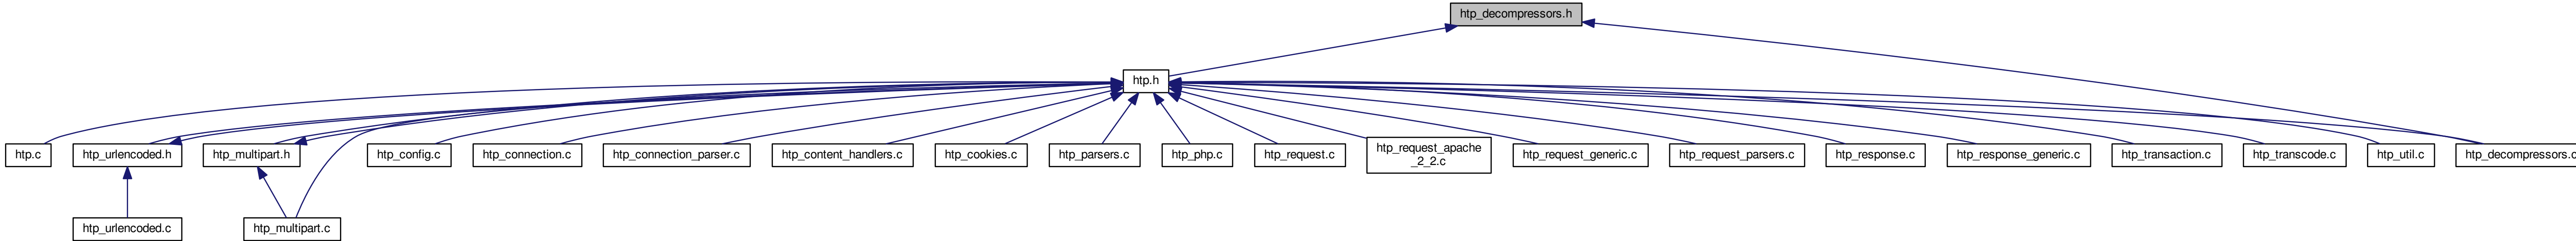 htp_decompressors.h
htp.h
htp.c
htp_urlencoded.h
htp_multipart.h
htp_config.c
htp_connection.c
htp_connection_parser.c
htp_content_handlers.c
htp_cookies.c
htp_parsers.c
htp_php.c
htp_request.c
htp_request_apache
_2_2.c
htp_request_generic.c
htp_request_parsers.c
htp_response.c
htp_response_generic.c
htp_transaction.c
htp_transcode.c
htp_util.c
htp_decompressors.c
htp_urlencoded.c
htp_multipart.c